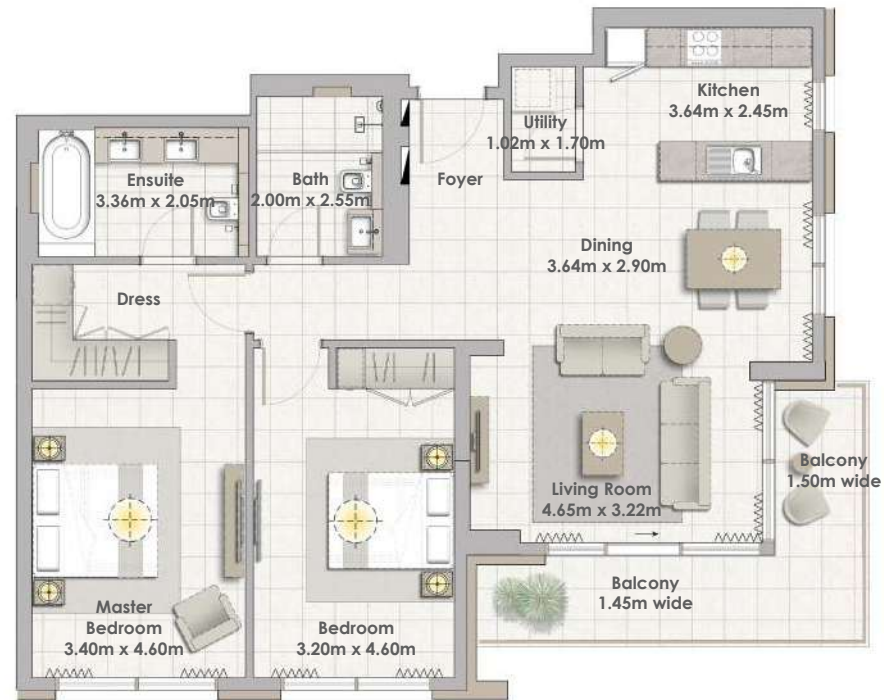 Kitchen
3.64m x 2.45m
Utility
1.02m x 1.70m
Ensuite
3.36m x 2.05m
Bath
2.00m x 2.55m
Foyer
Dining
3.64m x 2.90m
Dress
Living Room
4.65m x 3.22m
Balcony
1.50m wide
Balcony
1.45m wide
Master
Bedroom
3.40m x 4.60m
Bedroom
3.20m x 4.60m